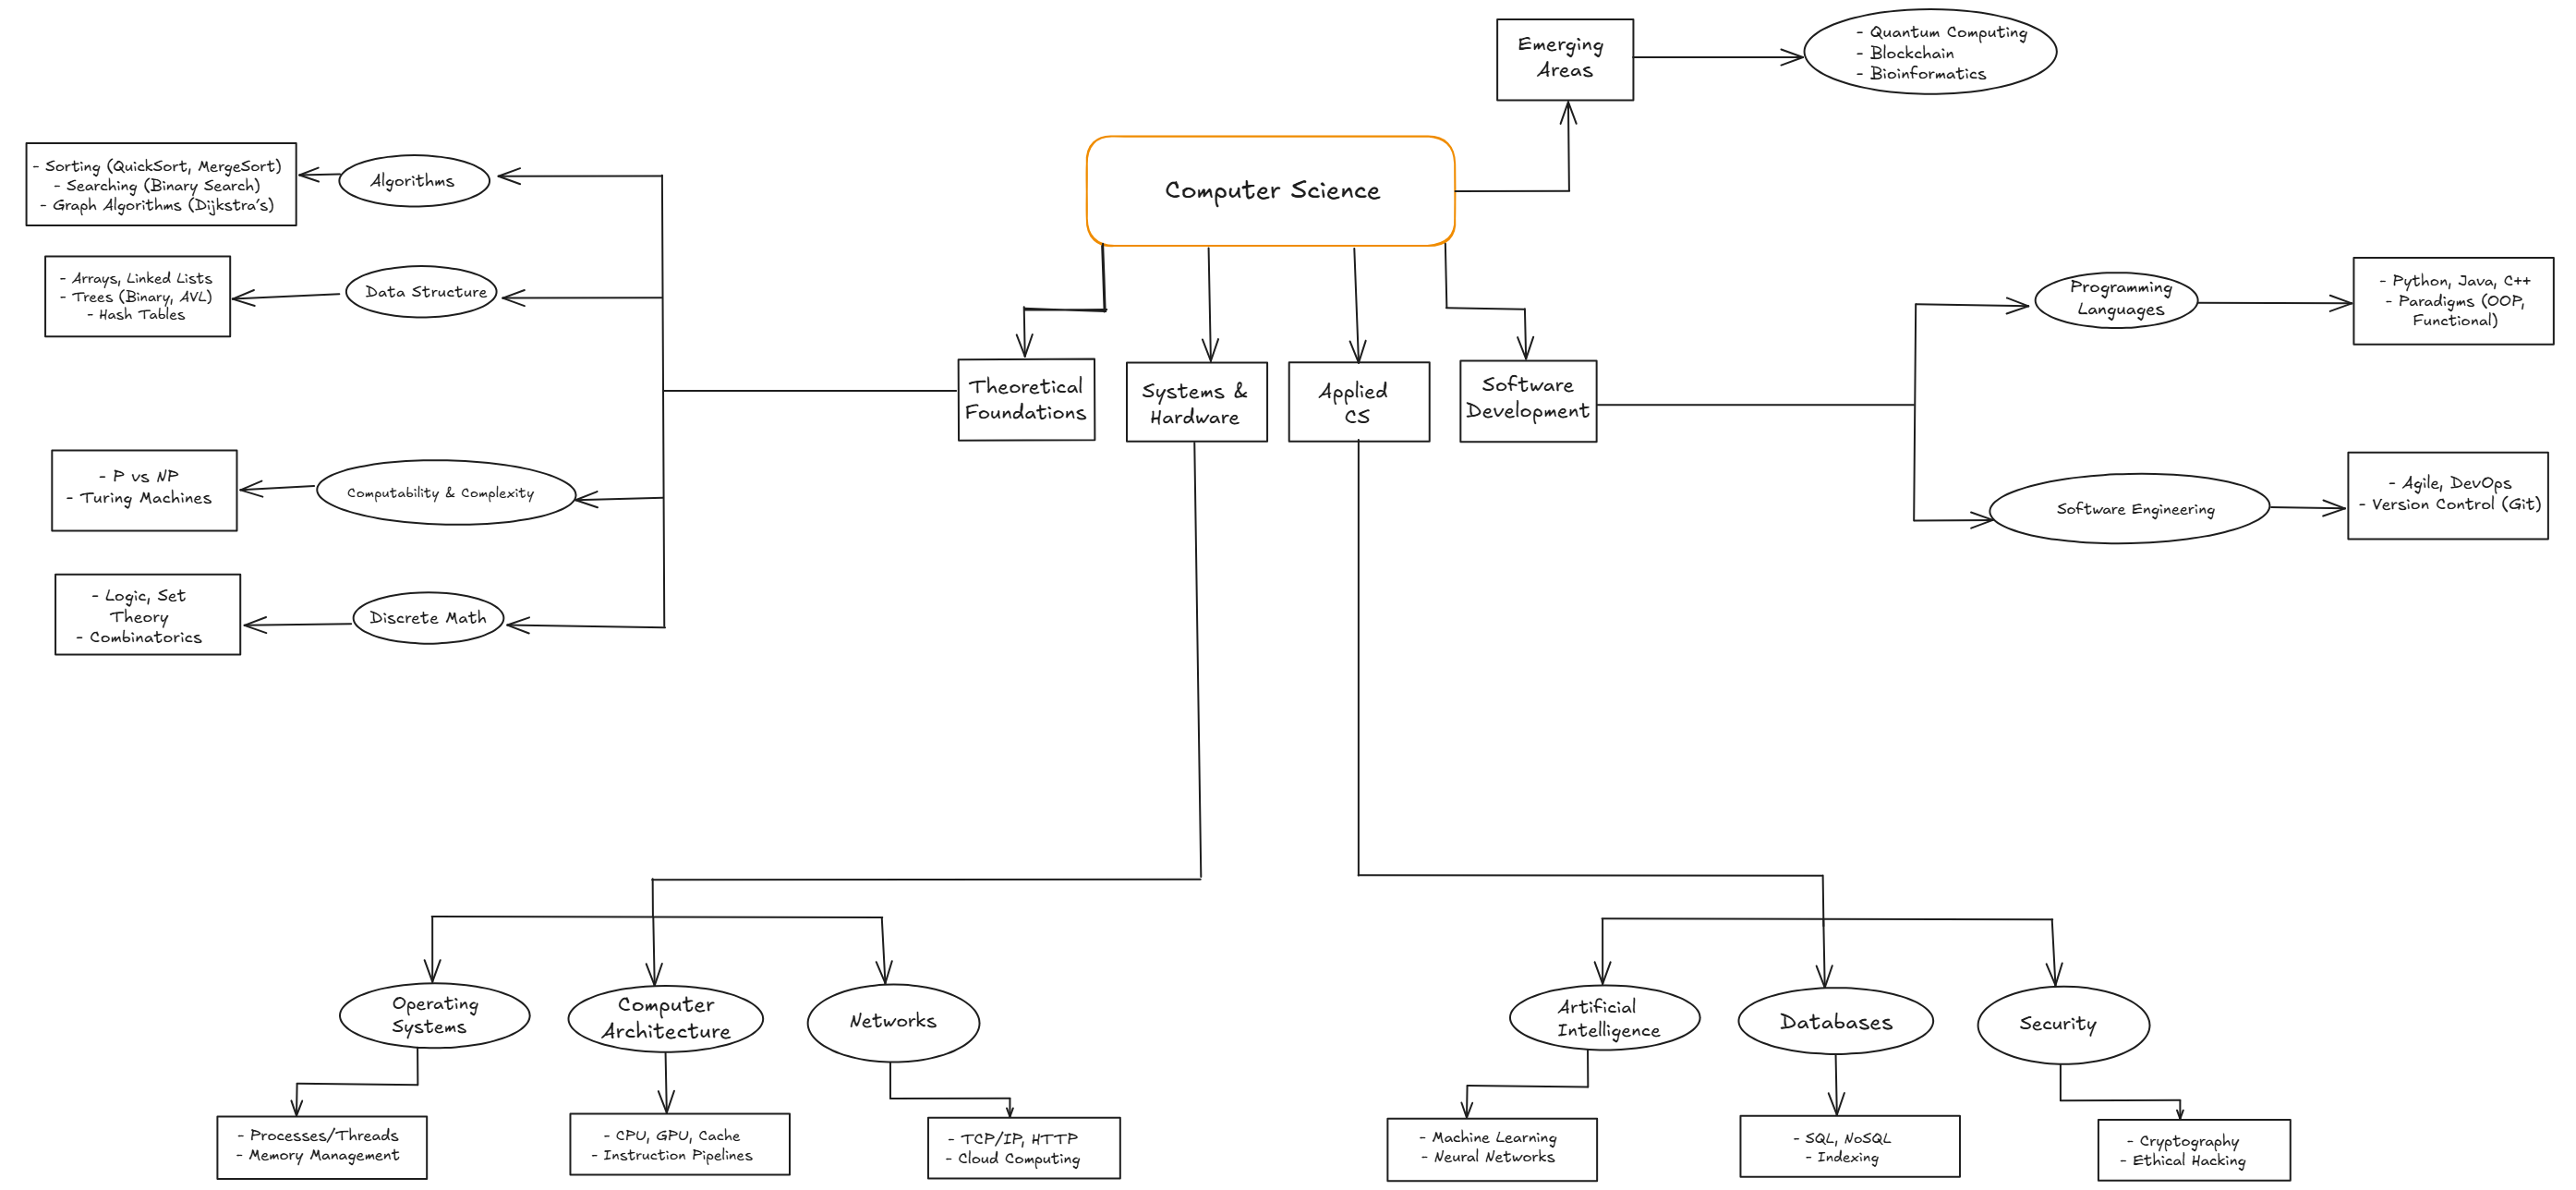 Emerging
Areas
- Quantum Computing
- Blockchain
- Bioinformatics
Computer Science
- Sorting (QuickSort, MergeSort)
- Searching (Binary Search)
- Graph Algorithms (Dijkstra's)
Algorithms
- Arrays, Linked Lists
- Trees (Binary, AVL)
- Hash Tables
Data Structure
- P vs NP
- Turing Machines
Computability & Complexity
- Logic, Set
Theory
- Combinatorics
Discrete Math
Theoretical
Foundations
Systems &
Hardware
Applied
CS
Software
Development
Programming
Languages
- Python, Java, C++
- Paradigms (OOP,
Functional)
Software Engineering
- Agile, DevOps
- Version Control (Git)
Operating
Systems
Computer
Architecture
Networks
Artificial
Intelligence
Databases
Security
- Processes/Threads
- Memory Management
- CPU, GPU, Cache
- Instruction Pipelines
- TCP/IP, HTTP
- Cloud Computing
- Machine Learning
- Neural Networks
- SQL, NoSQL
- Indexing
- Cryptography
- Ethical Hacking